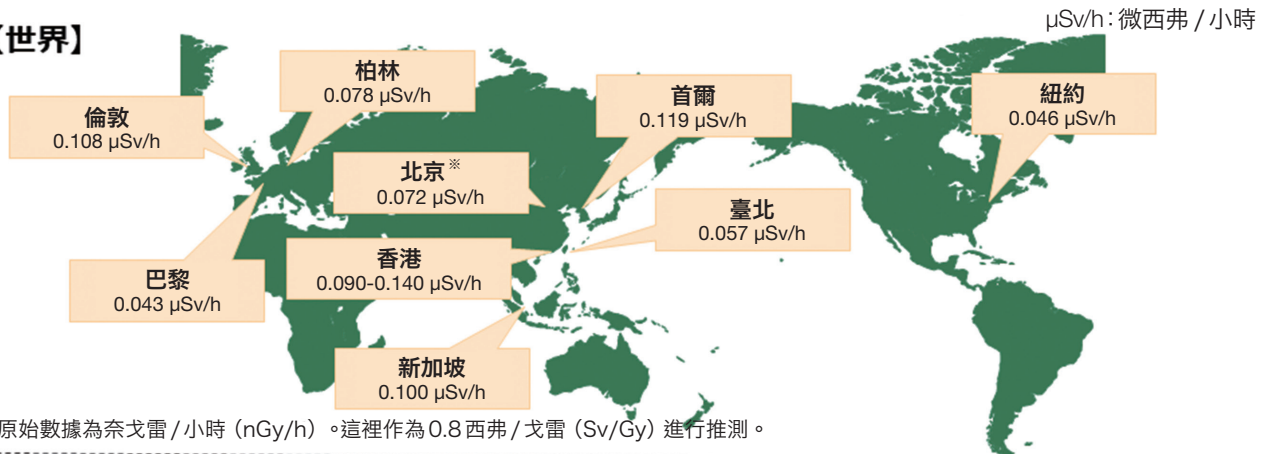 μSv/h：微西弗 / 小時
世界】
柏林
0.078 μSv/h
倫敦
0.108 μSv/h
首爾
0.119 μSv/h
紐約
0.046 μSv/h
北京※
0.072 μSv/h
臺北
0.057 μSv/h
香港
0.090-0.140 μSv/h
巴黎
0.043 μSv/h
新加坡
0.100 μSv/h
原始數據為奈戈雷 / 小時（nGy/h）。這裡作為0.8西弗 / 戈雷（Sv/Gy）進行推測。